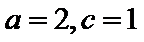 a = 2, c = 1